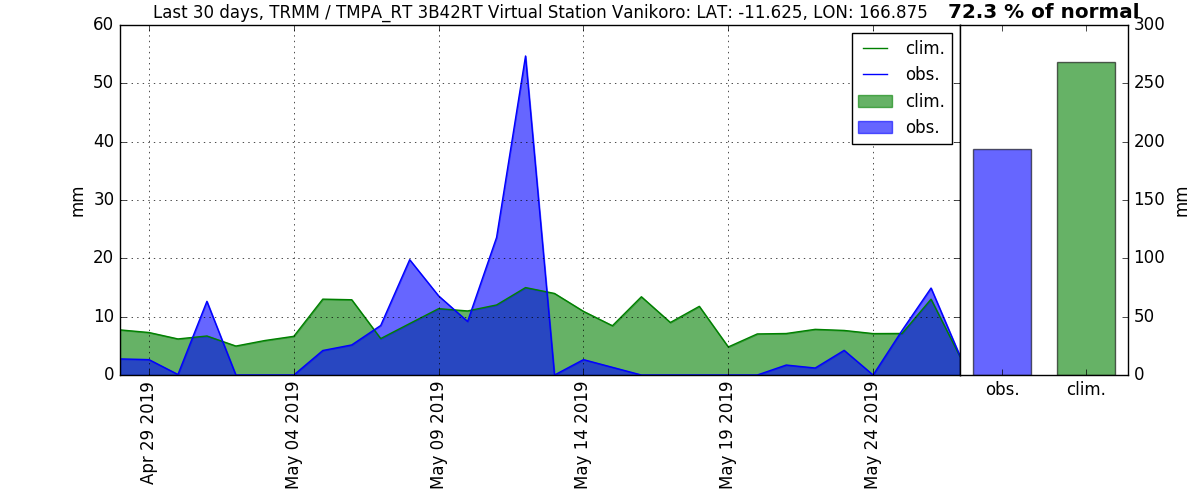 Last 30 days, TRMM / TMPA_RT 3B42RT Virtual Station Vanikoro: LAT: -11.625, LON: 166.875
72.3 % of normal
60
50
40
30
20
10
0
mm
clim.
obs.
clim.
obs.
300
250
200
150
100
50
0
mm
obs.
clim.
Apr 29 2019
May 04 2019
May 09 2019
May 14 2019
May 19 2019
May 24 2019